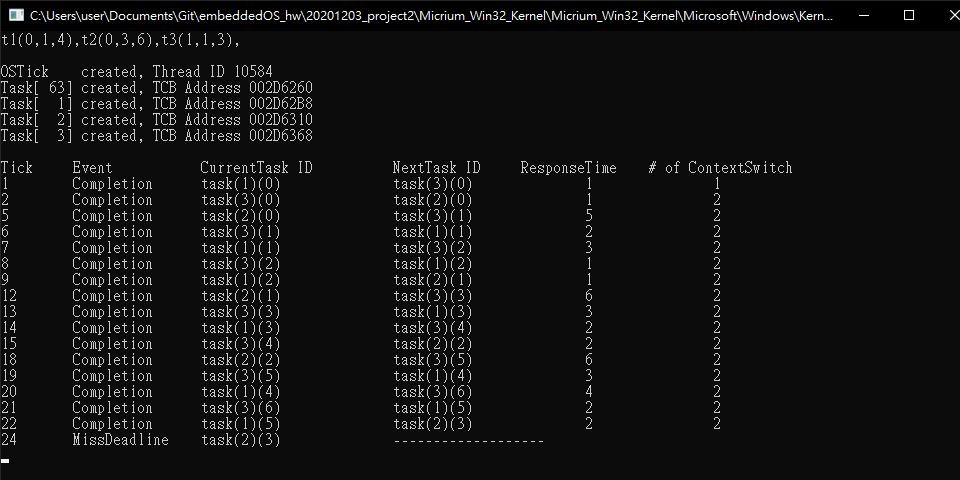 C:\Users\user\Documents\Git\embeddedOS_hw\20201203_project2\Micrium_Win32_Kernel\Micrium_Win32_Kernel\Microsoft\Windows\Kern...
t1(0,1,4),t2(0,3,6),t3(1,1,3),
OSTick    created, Thread ID 10584
Task[ 63] created, TCB Address 002D6260
Task[  1] created, TCB Address 002D62B8
Task[  2] created, TCB Address 002D6310
Task[  3] created, TCB Address 002D6368
Tick     Event           CurrentTask ID          NextTask ID     ResponseTime    # of ContextSwitch
1        Completion      task(1)(0)              task(3)(0)              1               1
2        Completion      task(3)(0)              task(2)(0)              1               2
5        Completion      task(2)(0)              task(3)(1)              5               2
6        Completion      task(3)(1)              task(1)(1)              2               2
7        Completion      task(1)(1)              task(3)(2)              3               2
8        Completion      task(3)(2)              task(1)(2)              1               2
9        Completion      task(1)(2)              task(2)(1)              1               2
12       Completion      task(2)(1)              task(3)(3)              6               2
13       Completion      task(3)(3)              task(1)(3)              3               2
14       Completion      task(1)(3)              task(3)(4)              2               2
15       Completion      task(3)(4)              task(2)(2)              2               2
18       Completion      task(2)(2)              task(3)(5)              6               2
19       Completion      task(3)(5)              task(1)(4)              3               2
20       Completion      task(1)(4)              task(3)(6)              4               2
21       Completion      task(3)(6)              task(1)(5)              2               2
22       Completion      task(1)(5)              task(2)(3)              2               2
24       MissDeadline    task(2)(3)              -------------------